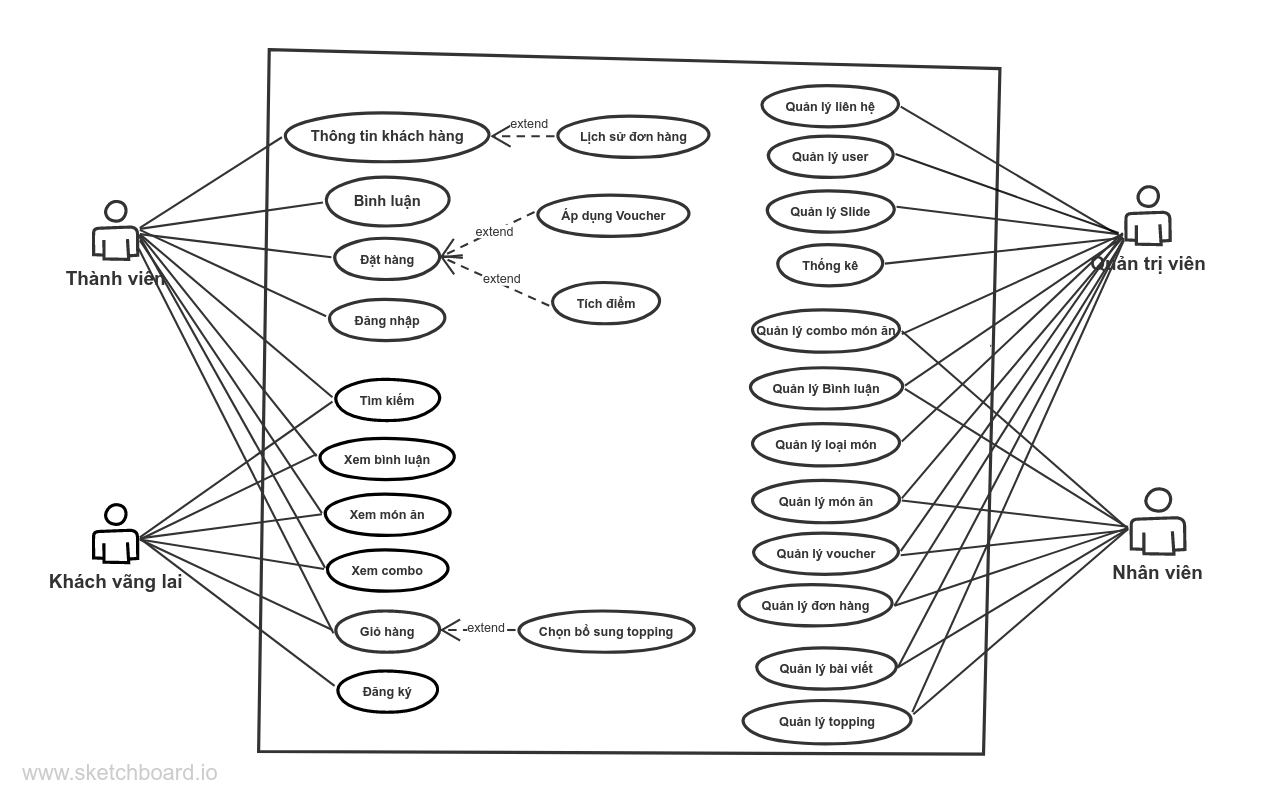 Thông tin khách hàng
extend
Lịch sử đơn hàng
Bình luận
Đặt hàng
extend
Áp dụng Voucher
extend
Tích điểm
Đăng nhập
Tìm kiếm
Xem bình luận
Xem món ăn
Xem combo
Giỏ hàng
extend
Chọn bổ sung topping
Đăng ký
Thành viên
Khách vãng lai
Quản lý liên hệ
Quản lý user
Quản lý Slide
Thống kê
Quản lý combo món ăn
Quản lý Bình luận
Quản lý loại món
Quản lý món ăn
Quản lý voucher
Quản lý đơn hàng
Quản lý bài viết
Quản lý topping
Quản trị viên
Nhân viên
www.sketchboard.io